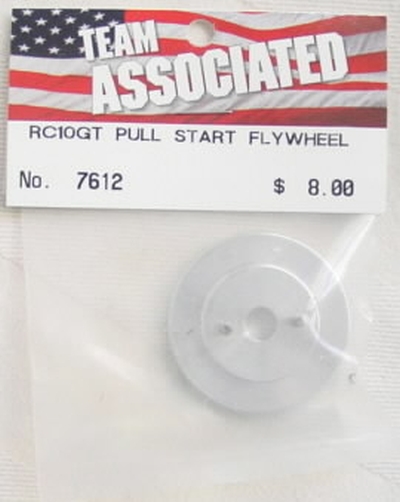 TEAM
ASSOCIATED
RC10GT PULL START FLYWHEEL
No. 7612 $ 8.00